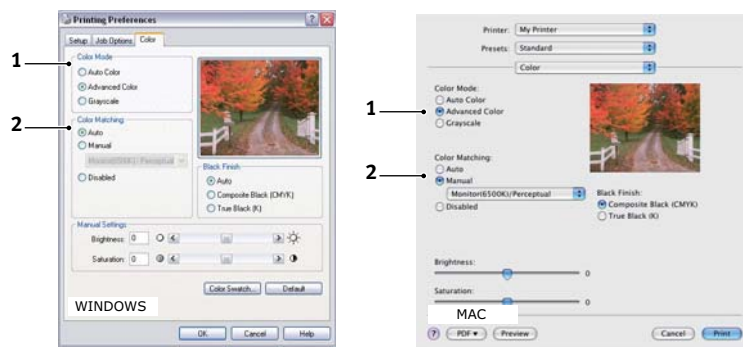 Printing Preferences
Setup Job Options Color
Color Mode
Auto Color
Advanced Color
Grayscale
Color Matching
Auto
Manual
Monitor(6500K)/ Perceptual
Disabled
Black Finish
Auto
Composite Black (CMYK)
True Black (K)
Manual Settings
Brightness: 0
Saturation: 0
Color Swatch... Default
WINDOWS
OK Cancel Help
1
2
Printer: My Printer
Presets: Standard
Color
Color Mode:
Auto Color
Advanced Color
Grayscale
Color Matching:
Auto
Manual
Monitor(6500K)/Perceptual
Disabled
Black Finish:
Composite Black (CMYK)
True Black (K)
Brightness:
0
Saturation:
0
MAC
? PDF ▾ Preview Cancel Print
1
2